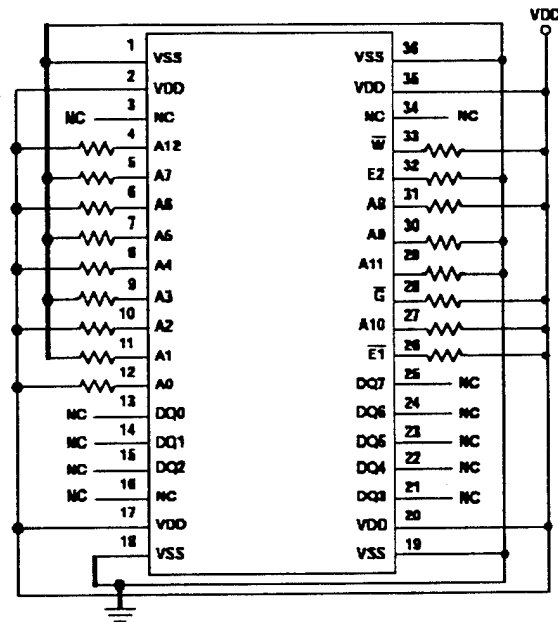 VDD
1 VSS VSS 36
2 VDD VDD 35
NC 3 NC NC 34 NC
4 A12 W 33
5 A7 E2 32
6 A6 A8 31
7 A5 A9 30
8 A4 A11 29
9 A3 G 28
10 A2 A10 27
11 A1 E1 26
12 A0 DQ7 25 NC
NC 13 DQ0 DQ6 24 NC
NC 14 DQ1 DQ5 23 NC
NC 15 DQ2 DQ4 22 NC
NC 16 NC DQ3 21 NC
17 VDD VDD 20
18 VSS VSS 19